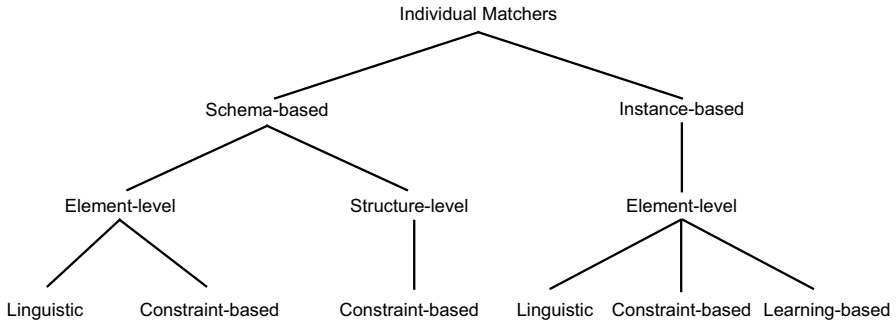 Individual Matchers
Schema-based Instance-based
Element-level Structure-level Element-level
Linguistic Constraint-based Constraint-based Linguistic Constraint-based Learning-based